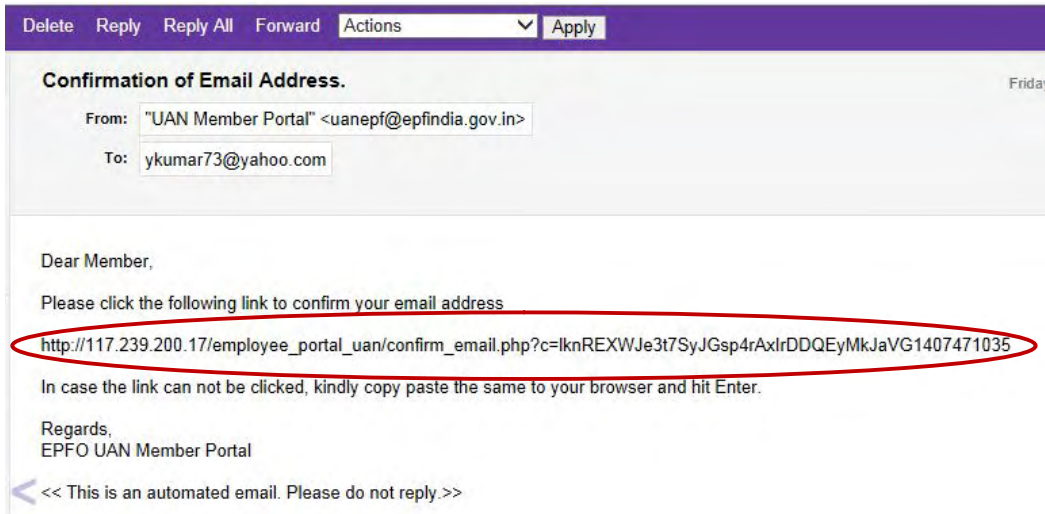 Delete Reply Reply All Forward Actions Apply
Confirmation of Email Address.
Friday
From: "UAN Member Portal" <uanepf@epfindia.gov.in>
To: ykumar73@yahoo.com
Dear Member,
Please click the following link to confirm your email address
http://117.239.200.17/employee_portal_uan/confirm_email.php?c=lknREXWJe3t7SyJGsp4rAxlrDDQEyMkJaVG1407471035
In case the link can not be clicked, kindly copy paste the same to your browser and hit Enter.
Regards,
EPFO UAN Member Portal
<< This is an automated email. Please do not reply.>>